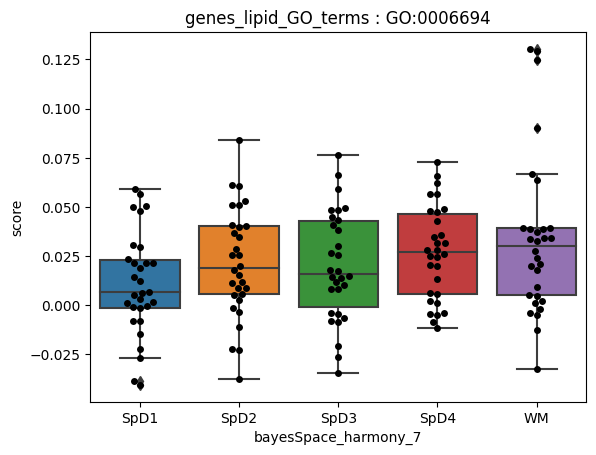 genes_lipid_GO_terms : GO:0006694
0.125
0.100
0.075
0.050
0.025
0.000
−0.025
score
SpD1 SpD2 SpD3 SpD4 WM
bayesSpace_harmony_7